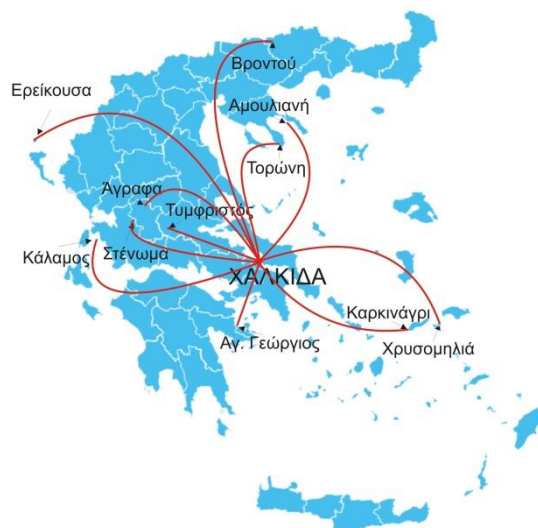 Βροντού
Ερείκουσα
Αμουλιανή
Τορώνη
Άγραφα
Τυμφριστός
Στένωμα
Κάλαμος
ΧΑΛΚΙΔΑ
Καρκινάγρι
Αγ. Γεώργιος
Χρυσομηλιά